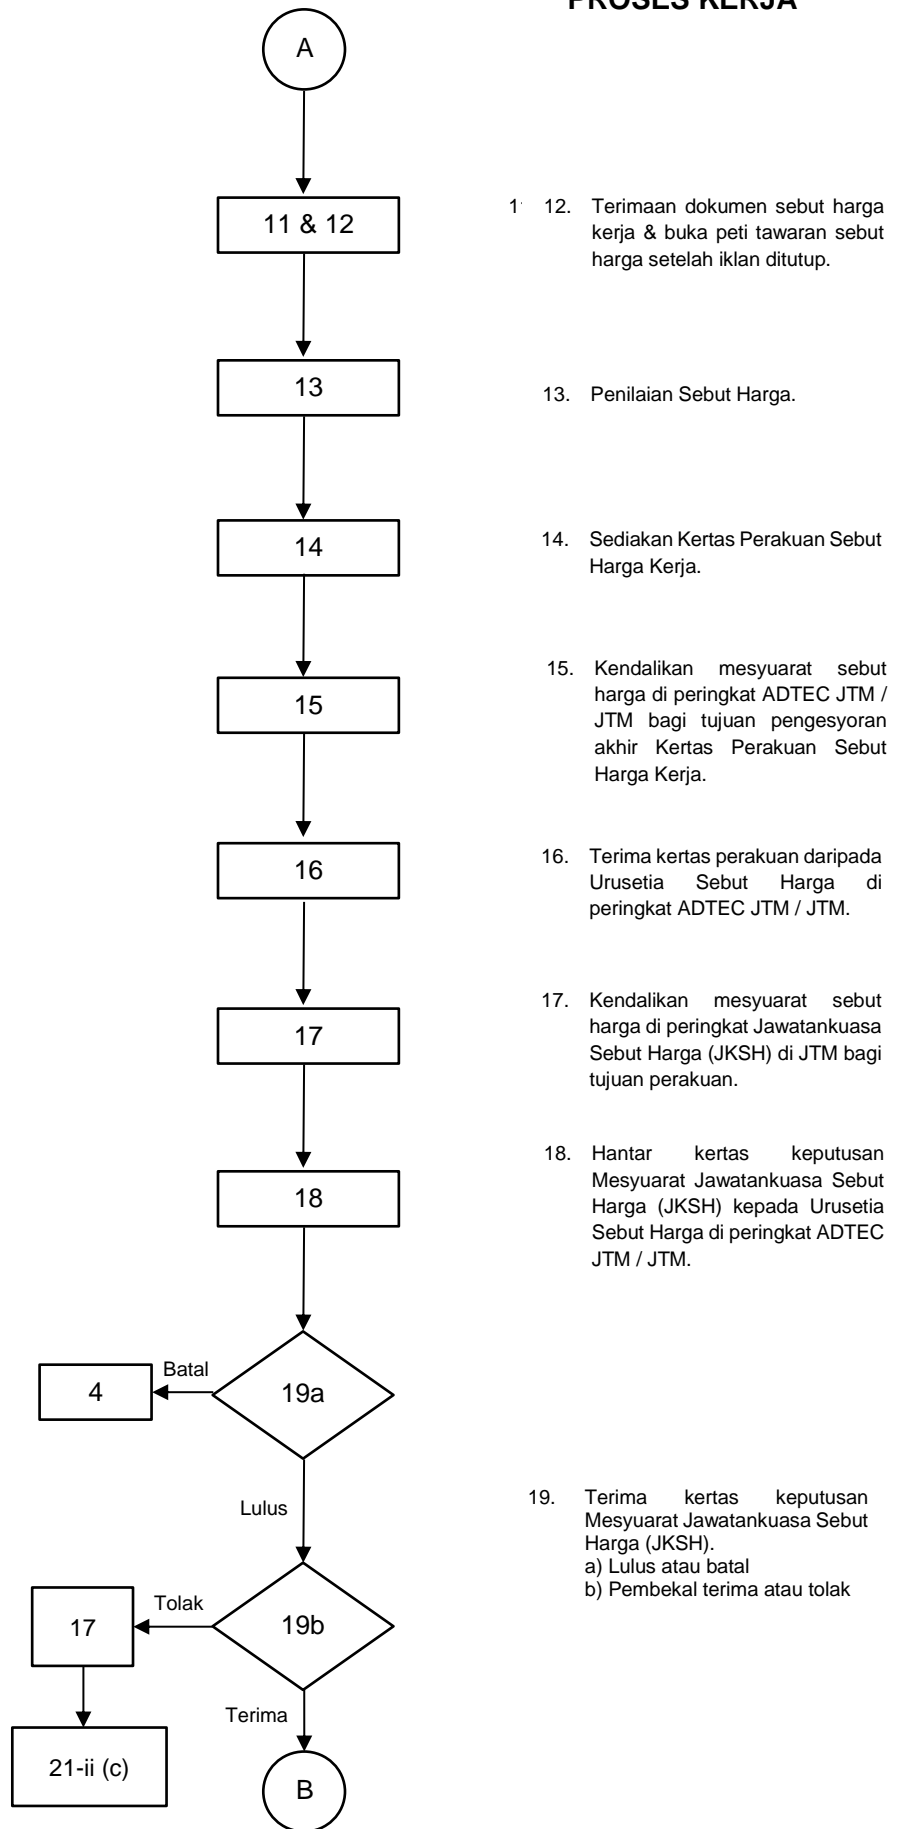 PROSES KERJA
A
11 & 12
12. Terimaan dokumen sebut harga
kerja & buka peti tawaran sebut
harga setelah iklan ditutup.
13
13. Penilaian Sebut Harga.
14
14. Sediakan Kertas Perakuan Sebut
Harga Kerja.
15
15. Kendalikan mesyuarat sebut
harga di peringkat ADTEC JTM /
JTM bagi tujuan pengesyoran
akhir Kertas Perakuan Sebut
Harga Kerja.
16
16. Terima kertas perakuan daripada
Urusetia Sebut Harga di
peringkat ADTEC JTM / JTM.
17
17. Kendalikan mesyuarat sebut
harga di peringkat Jawatankuasa
Sebut Harga (JKSH) di JTM bagi
tujuan perakuan.
18
18. Hantar kertas keputusan
Mesyuarat Jawatankuasa Sebut
Harga (JKSH) kepada Urusetia
Sebut Harga di peringkat ADTEC
JTM / JTM.
4
Batal
19a
Lulus
19. Terima kertas keputusan
Mesyuarat Jawatankuasa Sebut
Harga (JKSH).
a) Lulus atau batal
b) Pembekal terima atau tolak
17
Tolak
19b
Terima
21-ii (c)
B